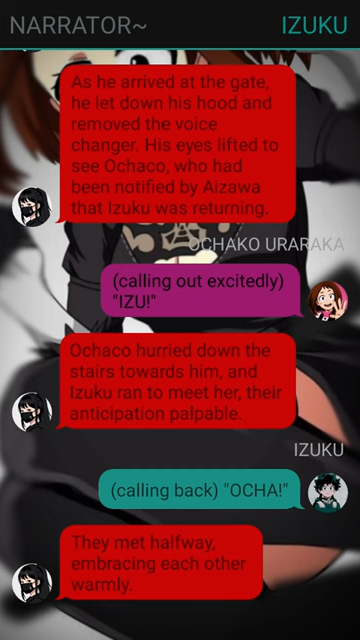 NARRATOR~ IZUKU
As he arrived at the gate,
he let down his hood and
removed the voice
changer. His eyes lifted to
see Ochaco, who had
been notified by Aizawa
that Izuku was returning.
OCHAKO URARAKA
(calling out excitedly)
"IZU!"
Ochaco hurried down the
stairs towards him, and
Izuku ran to meet her, their
anticipation palpable.
IZUKU
(calling back) "OCHA!"
They met halfway,
embracing each other
warmly.